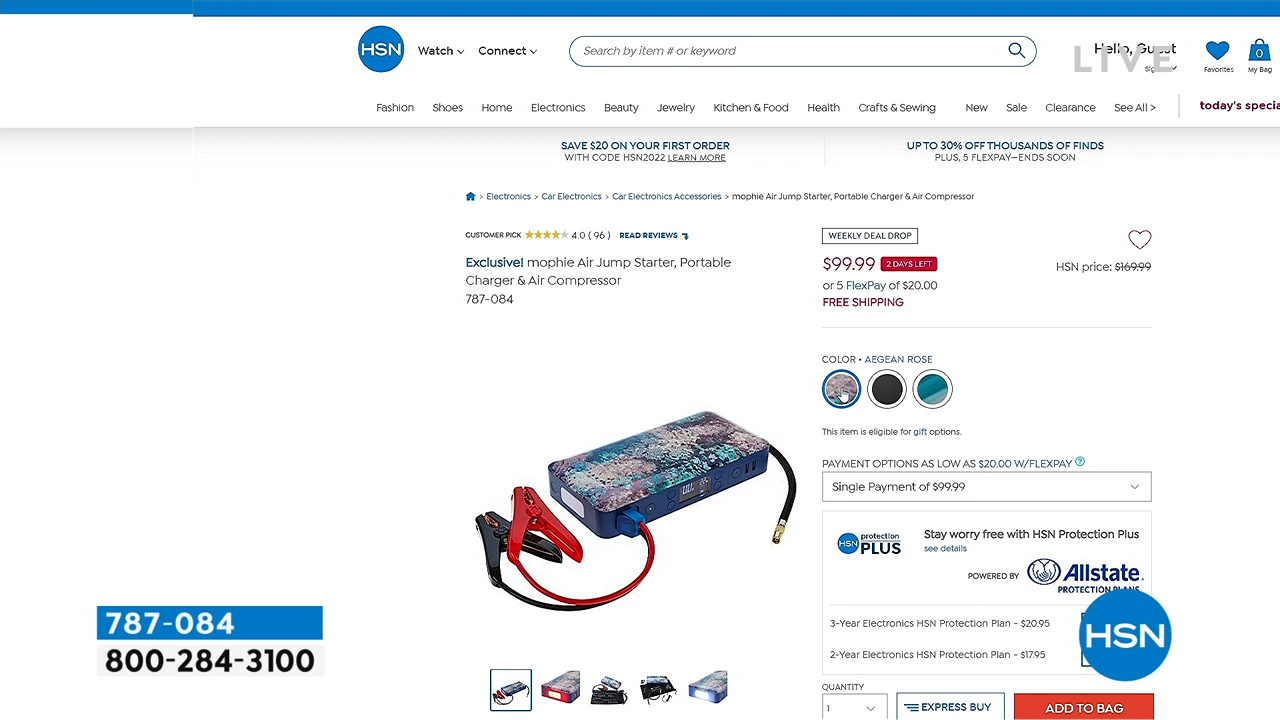 HSN
Watch
Connect
Search by item # or keyword
Hello, Guest
LIVE
Favorites
0
My Bag
Fashion
Shoes
Home
Electronics
Beauty
Jewelry
Kitchen & Food
Health
Crafts & Sewing
New
Sale
Clearance
See All >
today's specia
SAVE $20 ON YOUR FIRST ORDER
WITH CODE HSN2022 LEARN MORE
UP TO 30% OFF THOUSANDS OF FINDS
PLUS, 5 FLEXPAY—ENDS SOON
> Electronics > Car Electronics > Car Electronics Accessories > mophie Air Jump Starter, Portable Charger & Air Compressor
CUSTOMER PICK 4.0 ( 96 ) READ REVIEWS
Exclusive! mophie Air Jump Starter, Portable
Charger & Air Compressor
787-084
WEEKLY DEAL DROP
$99.99 2 DAYS LEFT
HSN price: $169.99
or 5 FlexPay of $20.00
FREE SHIPPING
COLOR • AEGEAN ROSE
This item is eligible for gift options.
PAYMENT OPTIONS AS LOW AS $20.00 W/FLEXPAY ?
Single Payment of $99.99
HSN protection PLUS
Stay worry free with HSN Protection Plus
see details
POWERED BY Allstate
PROTECTION PLANS
3-Year Electronics HSN Protection Plan - $20.95
2-Year Electronics HSN Protection Plan - $17.95
QUANTITY
1
EXPRESS BUY
ADD TO BAG
787-084
800-284-3100
HSN